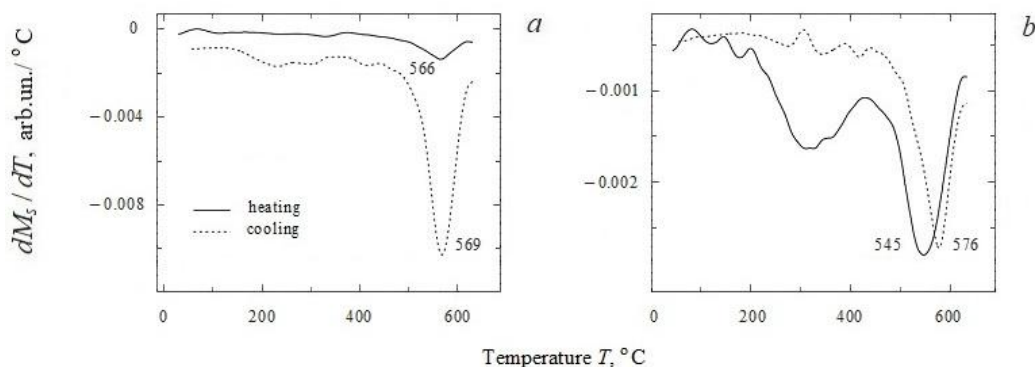 a
b
0
−0.004
−0.008
566
569
heating
cooling
0
200
400
600
−0.001
−0.002
545
576
0
200
400
600
dMₛ / dT, arb.un./ °C
Temperature T, °C